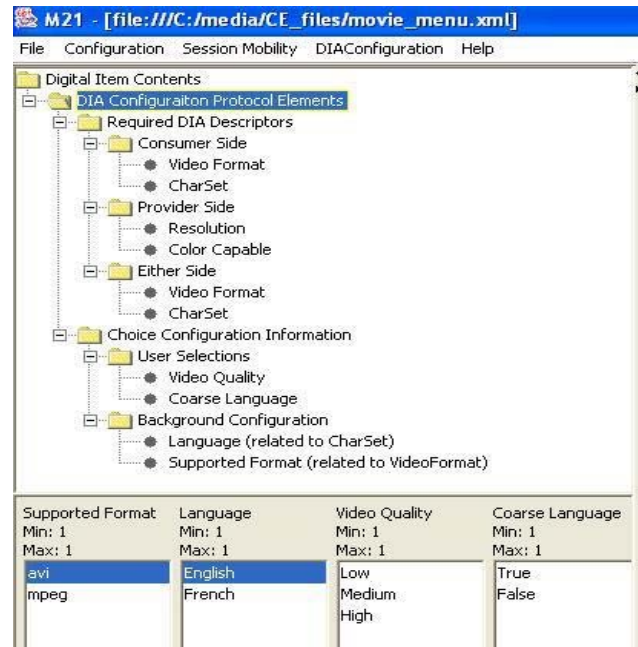 M21 - [file:///C:/media/CE_files/movie_menu.xml]
File Configuration Session Mobility DIAConfiguration Help
Digital Item Contents
DIA Configuraiton Protocol Elements
Required DIA Descriptors
Consumer Side
Video Format
CharSet
Provider Side
Resolution
Color Capable
Either Side
Video Format
CharSet
Choice Configuration Information
User Selections
Video Quality
Coarse Language
Background Configuration
Language (related to CharSet)
Supported Format (related to VideoFormat)
Supported Format Language Video Quality Coarse Language
Min: 1 Min: 1 Min: 1 Min: 1
Max: 1 Max: 1 Max: 1 Max: 1
avi English Low True
mpeg French Medium False
High